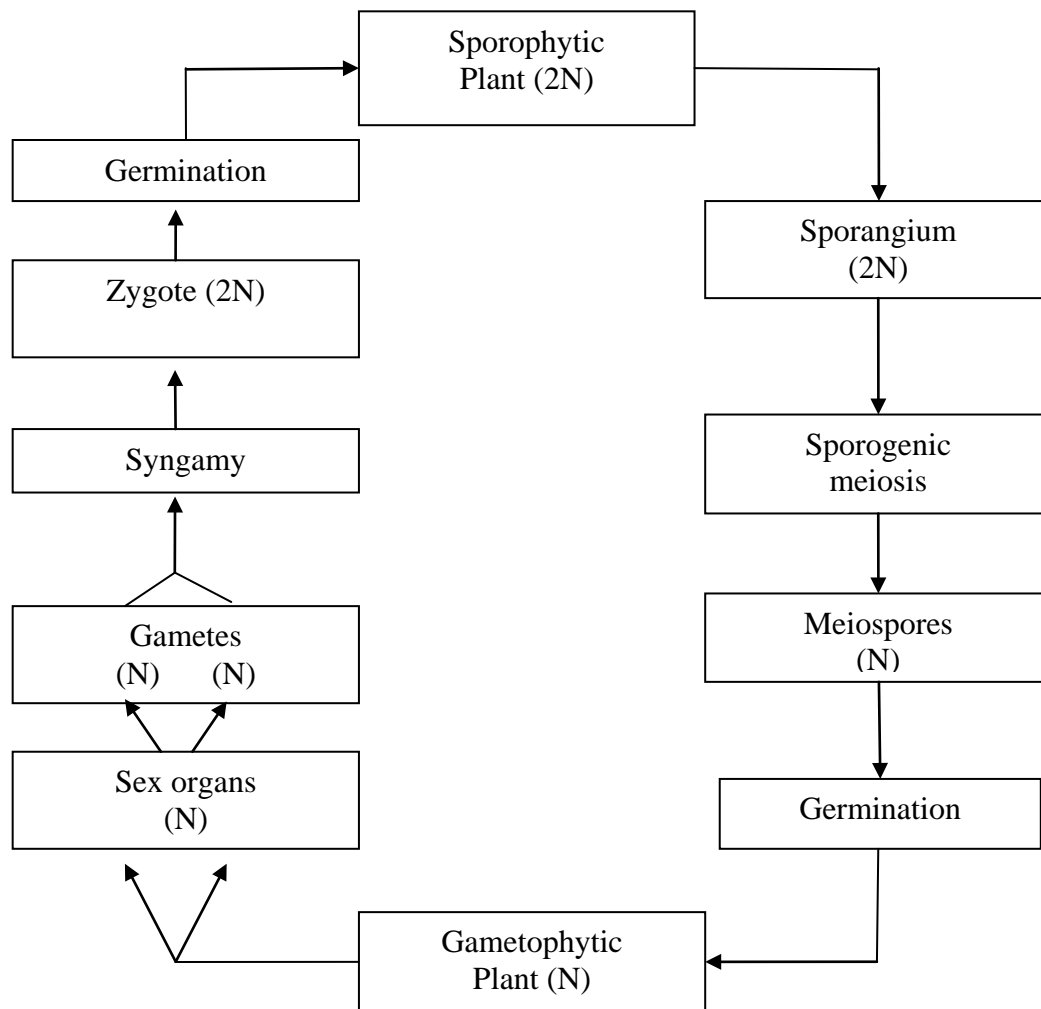 Sporophytic
Plant (2N)
Germination
Sporangium
(2N)
Zygote (2N)
Syngamy
Sporogenic
meiosis
Gametes
(N) (N)
Meiospores
(N)
Sex organs
(N)
Germination
Gametophytic
Plant (N)